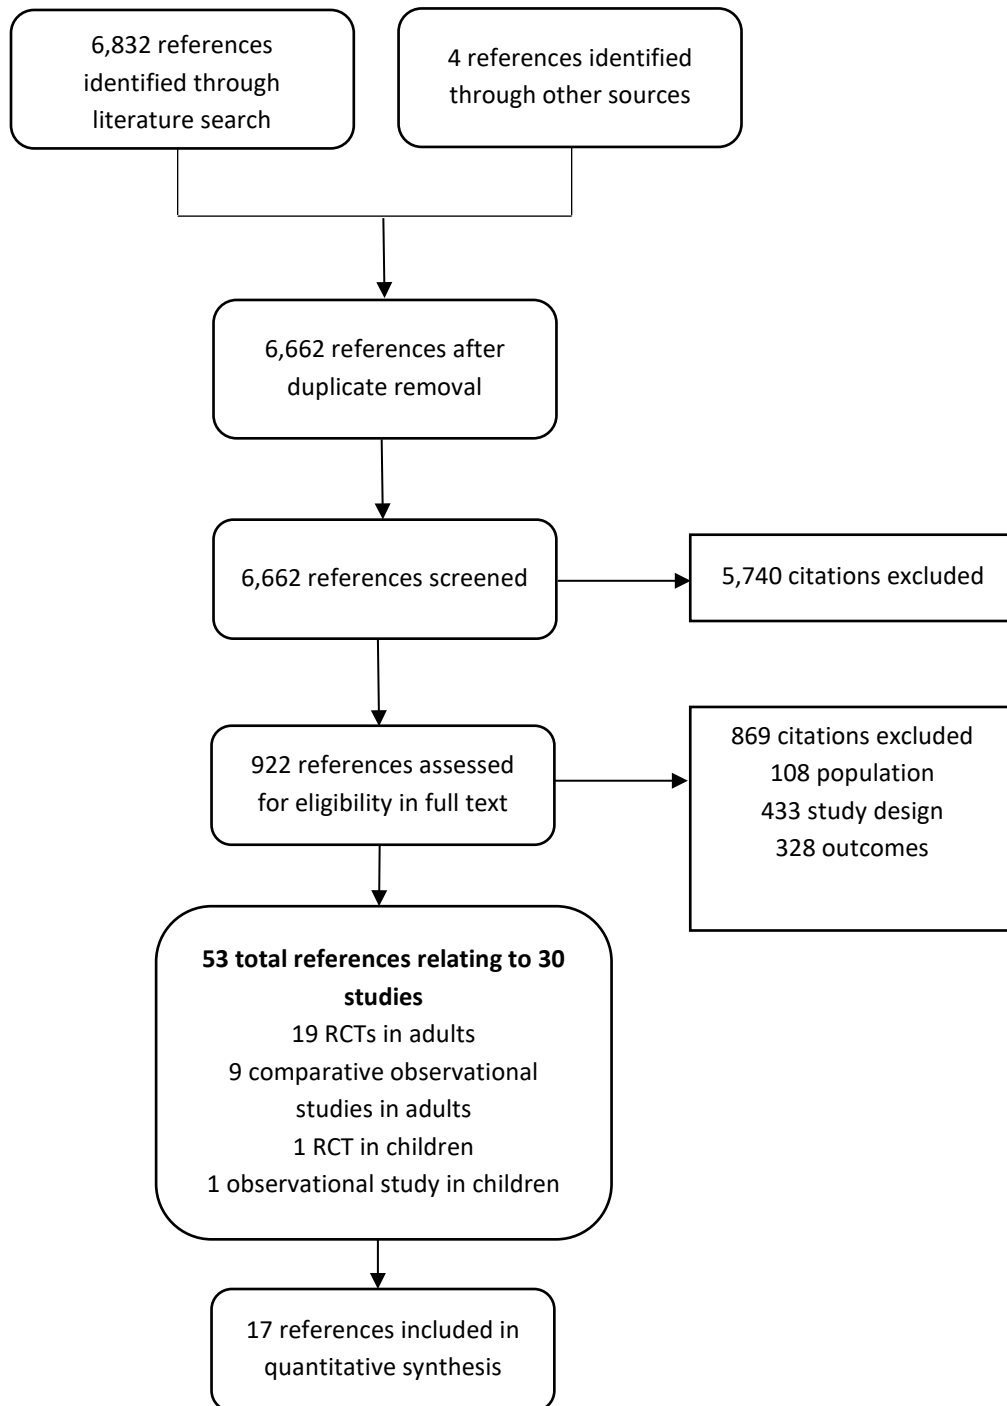 6,832 references
identified through
literature search
4 references identified
through other sources
6,662 references after
duplicate removal
6,662 references screened
5,740 citations excluded
922 references assessed
for eligibility in full text
869 citations excluded
108 population
433 study design
328 outcomes
53 total references relating to 30
studies
19 RCTs in adults
9 comparative observational
studies in adults
1 RCT in children
1 observational study in children
17 references included in
quantitative synthesis